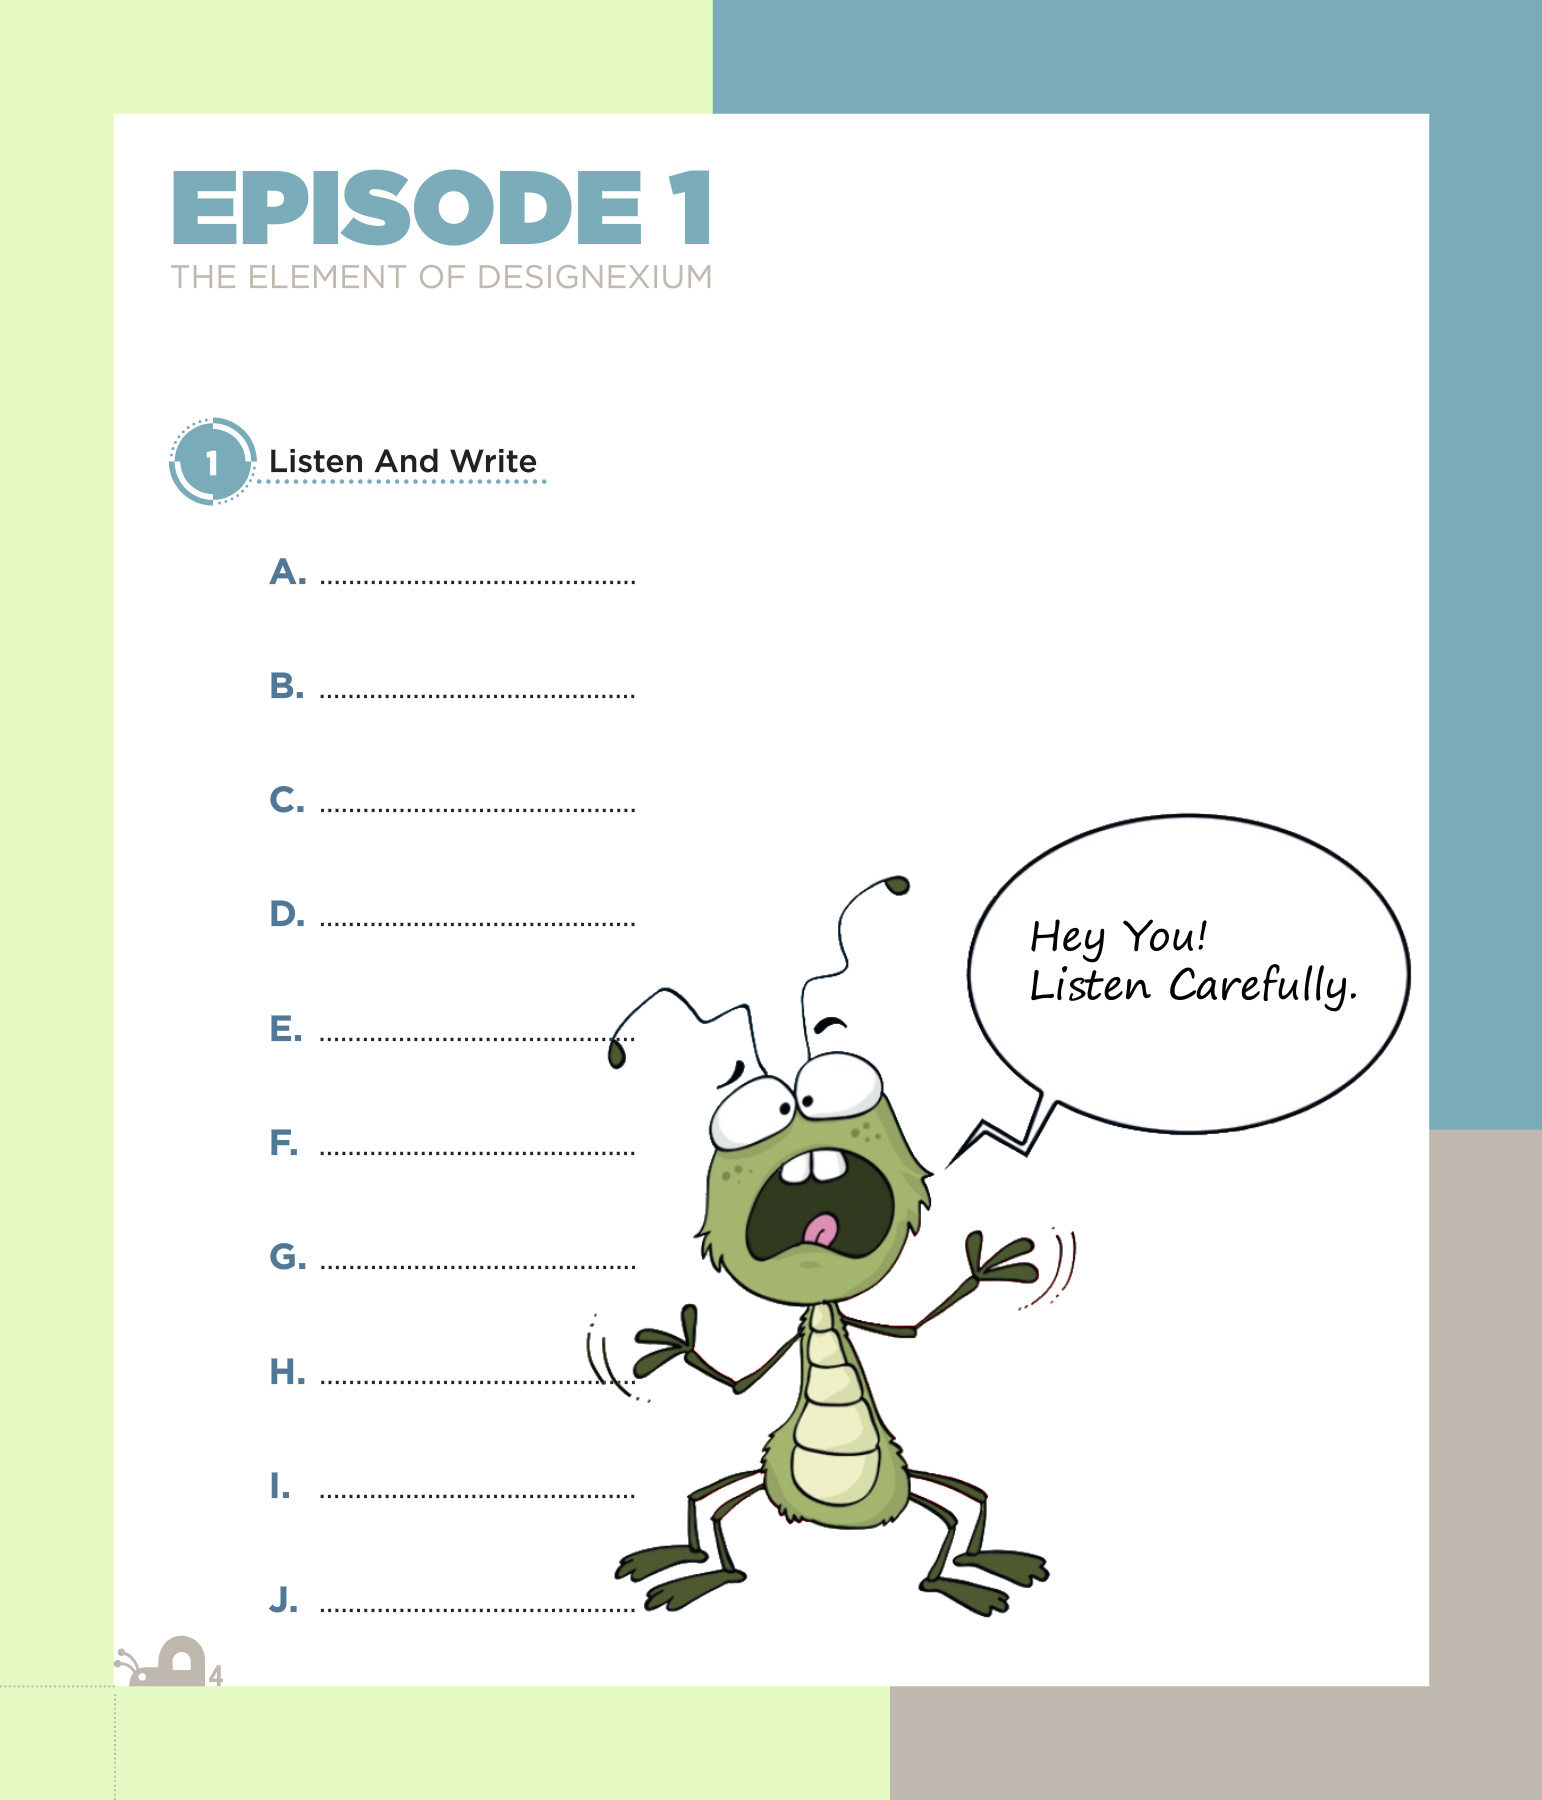 EPISODE 1
THE ELEMENT OF DESIGNEXIUM
1 Listen And Write
A. ............................................
B. ............................................
C. ............................................
D. ............................................
Hey You!
Listen Carefully.
E. ............................................
F. ............................................
G. ............................................
H. ............................................
I. ............................................
J. ............................................
4